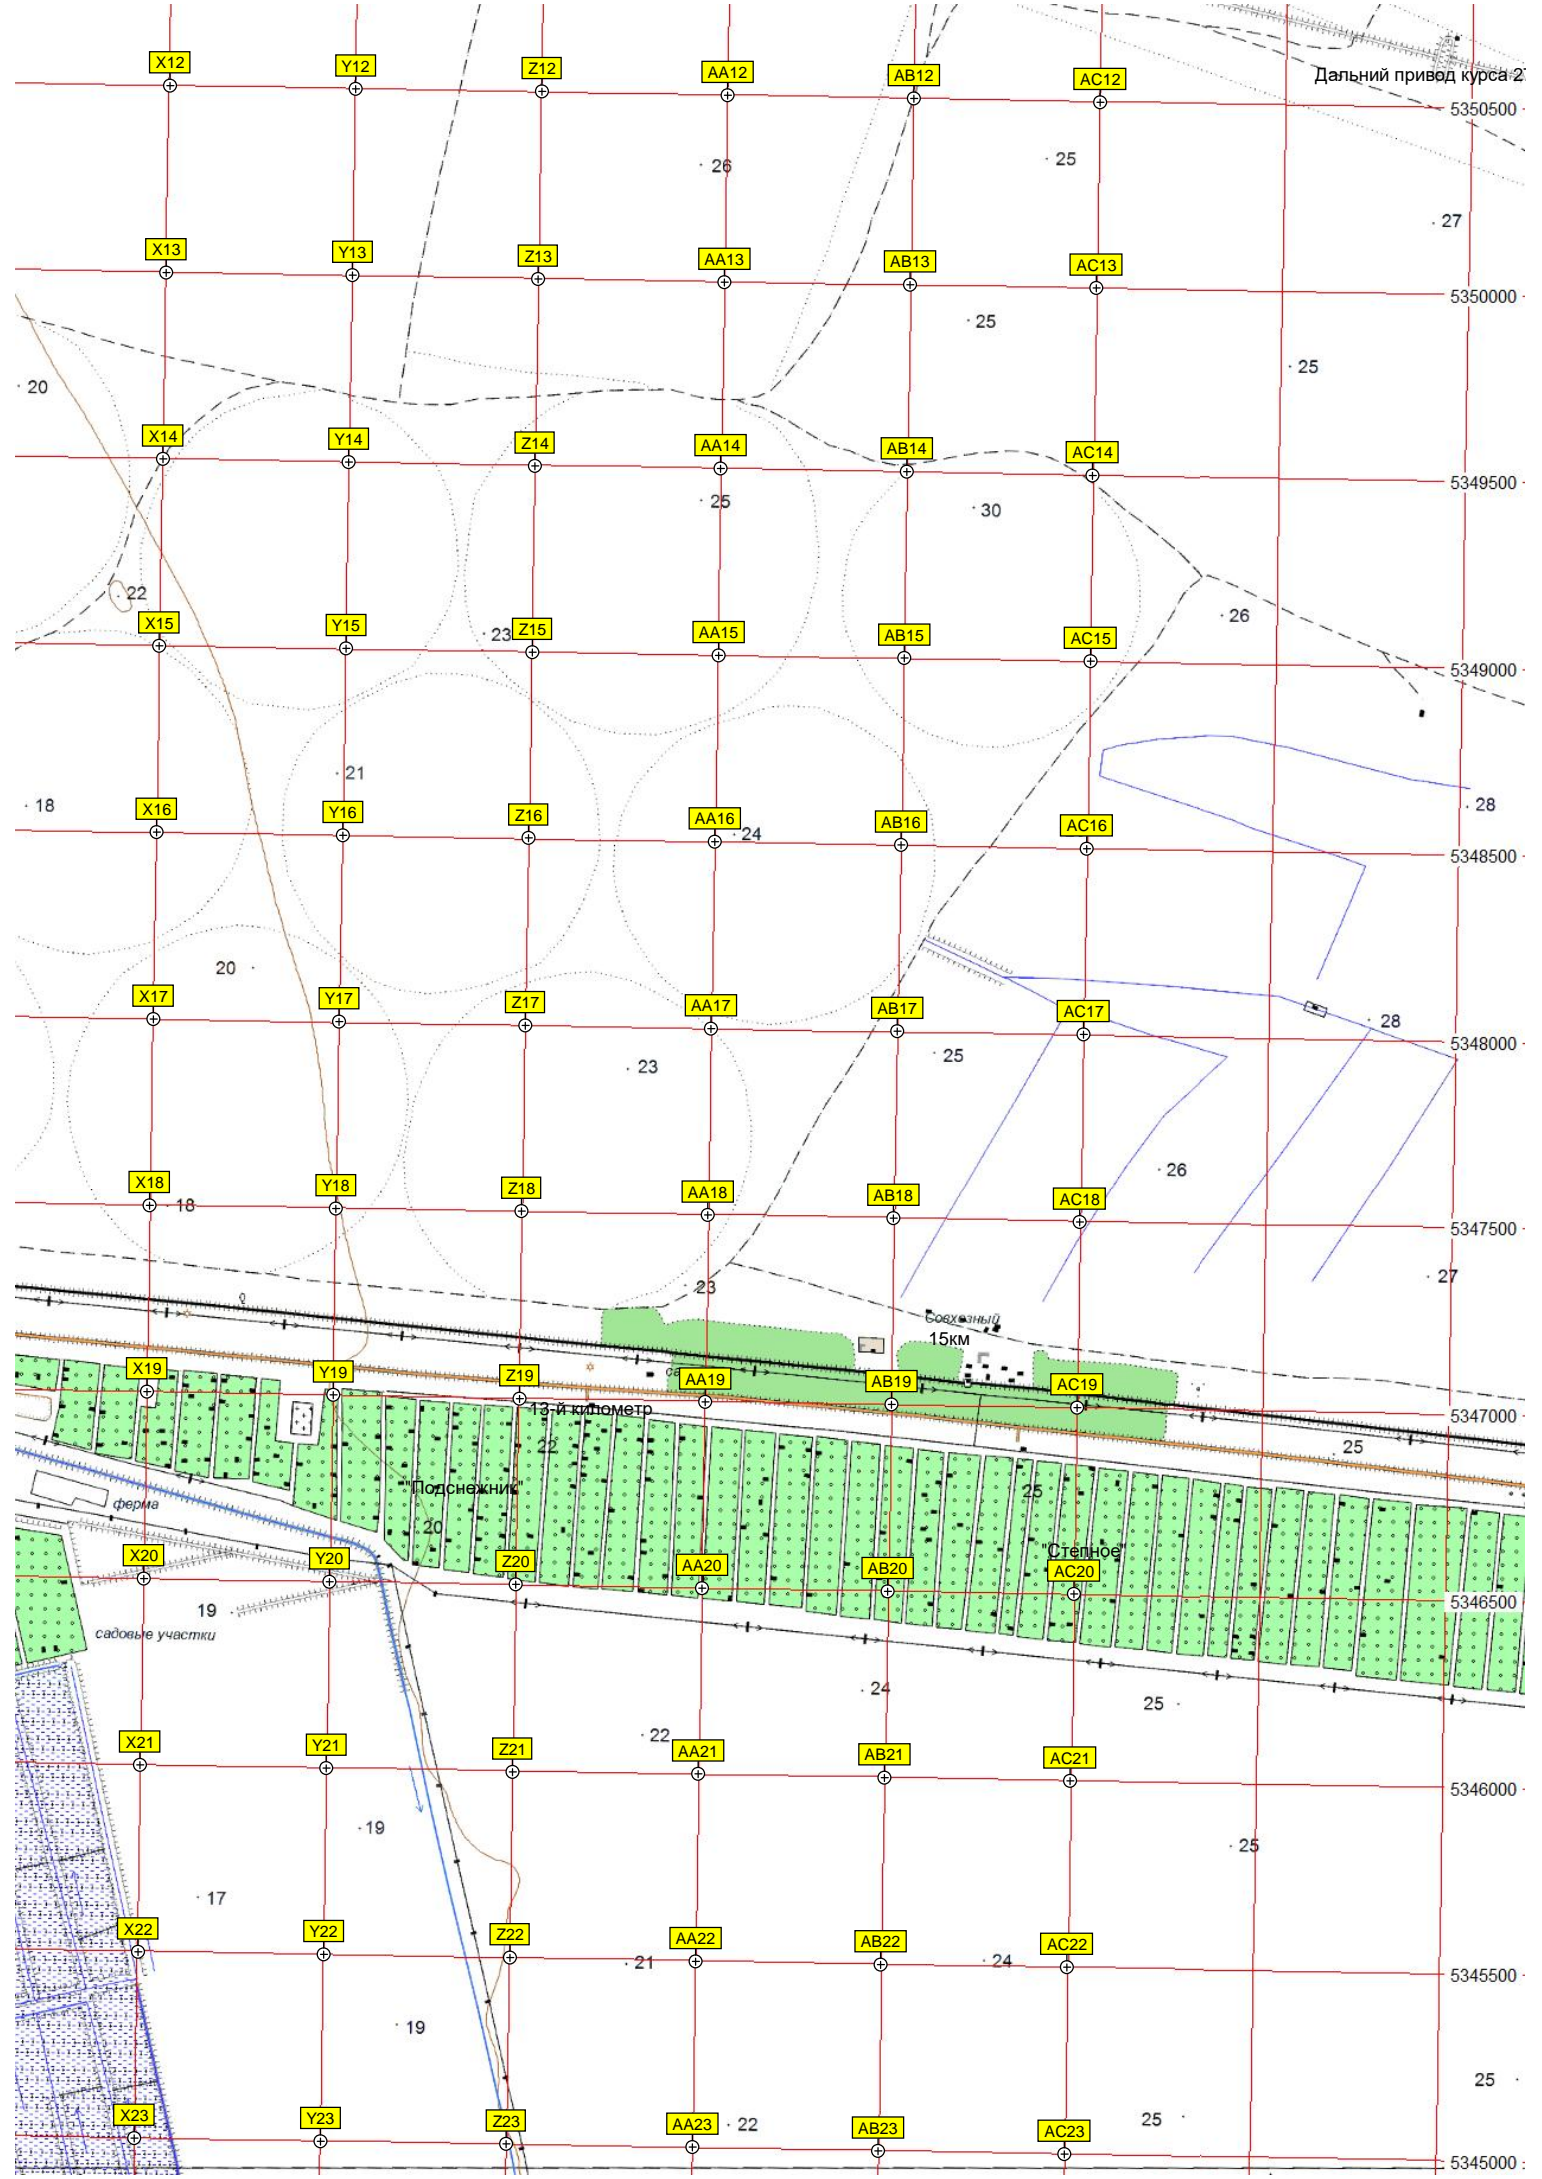 X12 Y12 Z12 AA12 AB12 AC12 Дальний привод курса 2
5350500
26 25
27
X13 Y13 Z13 AA13 AB13 AC13
5350000
25
25
20
X14 Y14 Z14 AA14 AB14 AC14
5349500
25 30
22
26
X15 Y15 23 Z15 AA15 AB15 AC15
5349000
21
18 28
X16 Y16 Z16 AA16 24 AB16 AC16
5348500
20
X17 Y17 Z17 AA17 AB17 AC17 28
5348000
25
23
26
X18 18 Y18 Z18 AA18 AB18 AC18
5347500
27
23
Совхозный
15км
X19 Y19 Z19 AA19 AB19 AC19
13-й километр
5347000
22 25
"Подснежник"
25
ферма
20
"Степное"
X20 Y20 Z20 AA20 AB20 AC20
5346500
19
садовые участки
24
25
22
X21 Y21 Z21 AA21 AB21 AC21
5346000
19
25
17
X22 Y22 Z22 AA22 AB22 AC22
21 24
5345500
19
25
X23 Y23 Z23 AA23 22 AB23 AC23 25
5345000